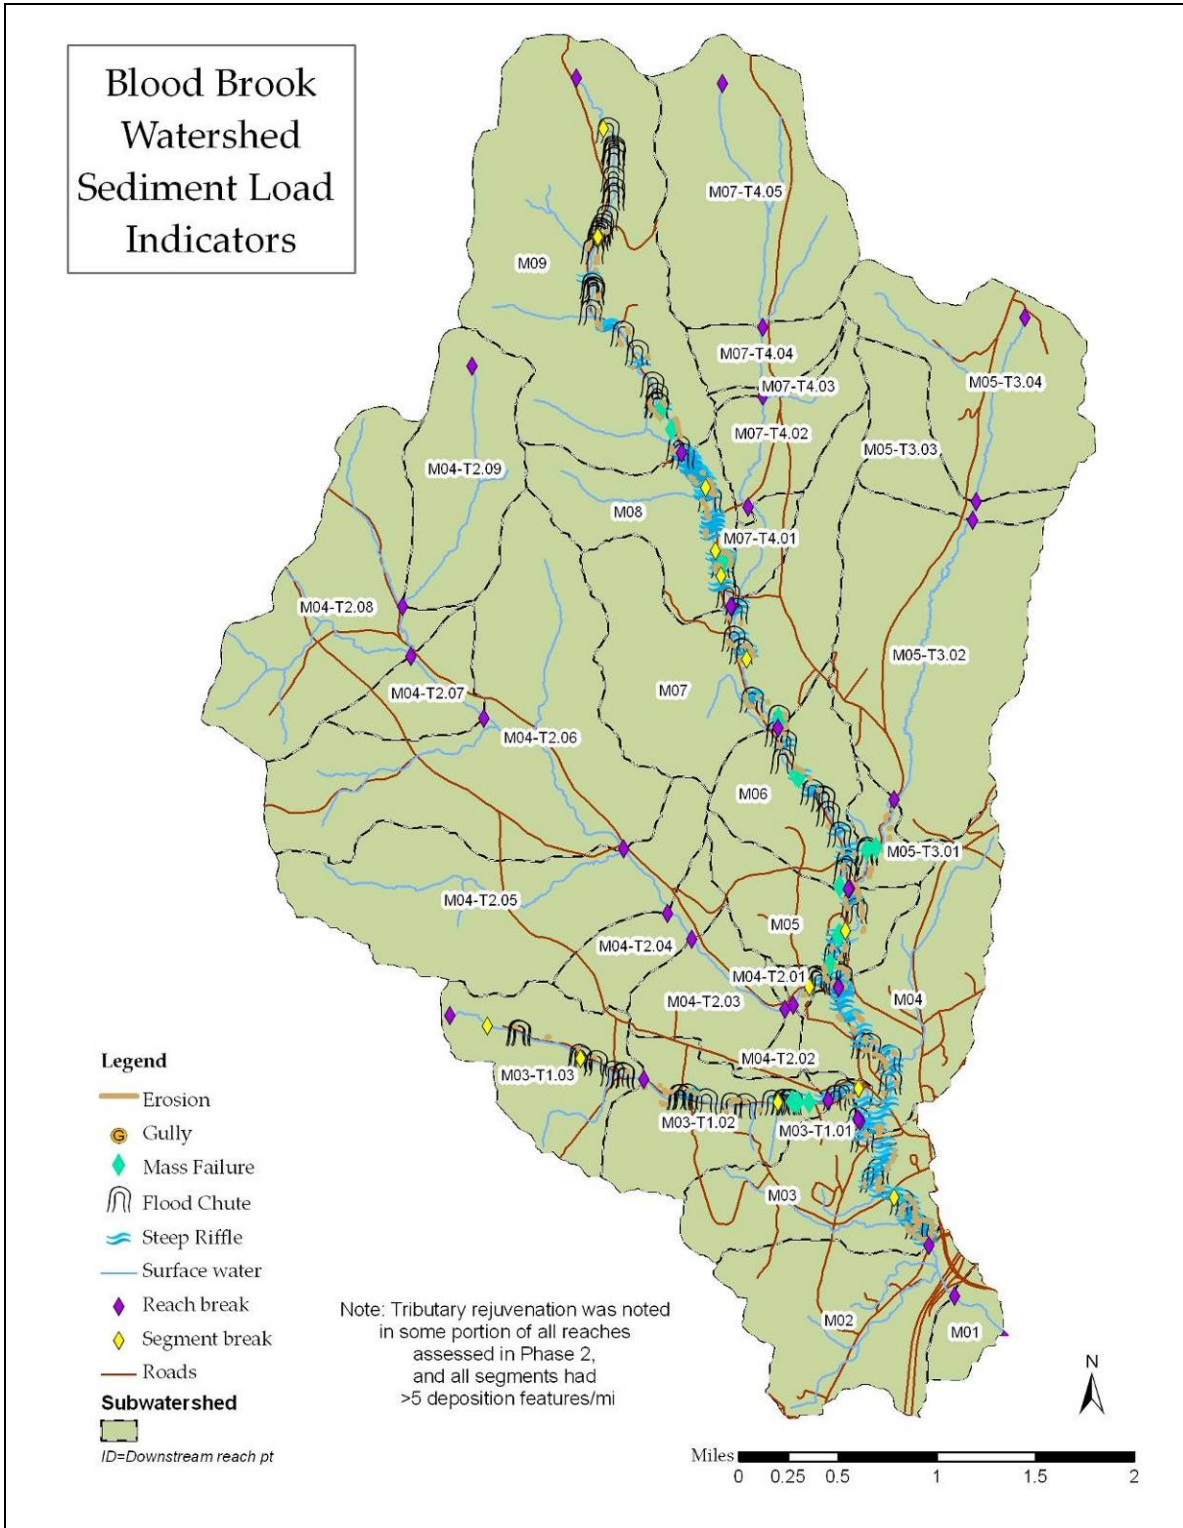 Blood Brook
Watershed
Sediment Load
Indicators
M07-T4.05
M09
M07-T4.04
M07-T4.03
M05-T3.04
M07-T4.02
M05-T3.03
M04-T2.09
M08
M07-T4.01
M04-T2.08
M05-T3.02
M04-T2.07
M07
M04-T2.06
M06
M05-T3.01
M04-T2.05
M05
M04-T2.04
M04-T2.01
M04-T2.03
M04
M04-T2.02
M03-T1.03
M03-T1.02
M03-T1.01
M03
M02
M01
Legend
Erosion
G
Gully
Mass Failure
Flood Chute
Steep Riffle
Surface water
Reach break
Segment break
Roads
Subwatershed
ID=Downstream reach pt
Note: Tributary rejuvenation was noted
in some portion of all reaches
assessed in Phase 2,
and all segments had
>5 deposition features/mi
N
Miles
0 0.25 0.5 1 1.5 2